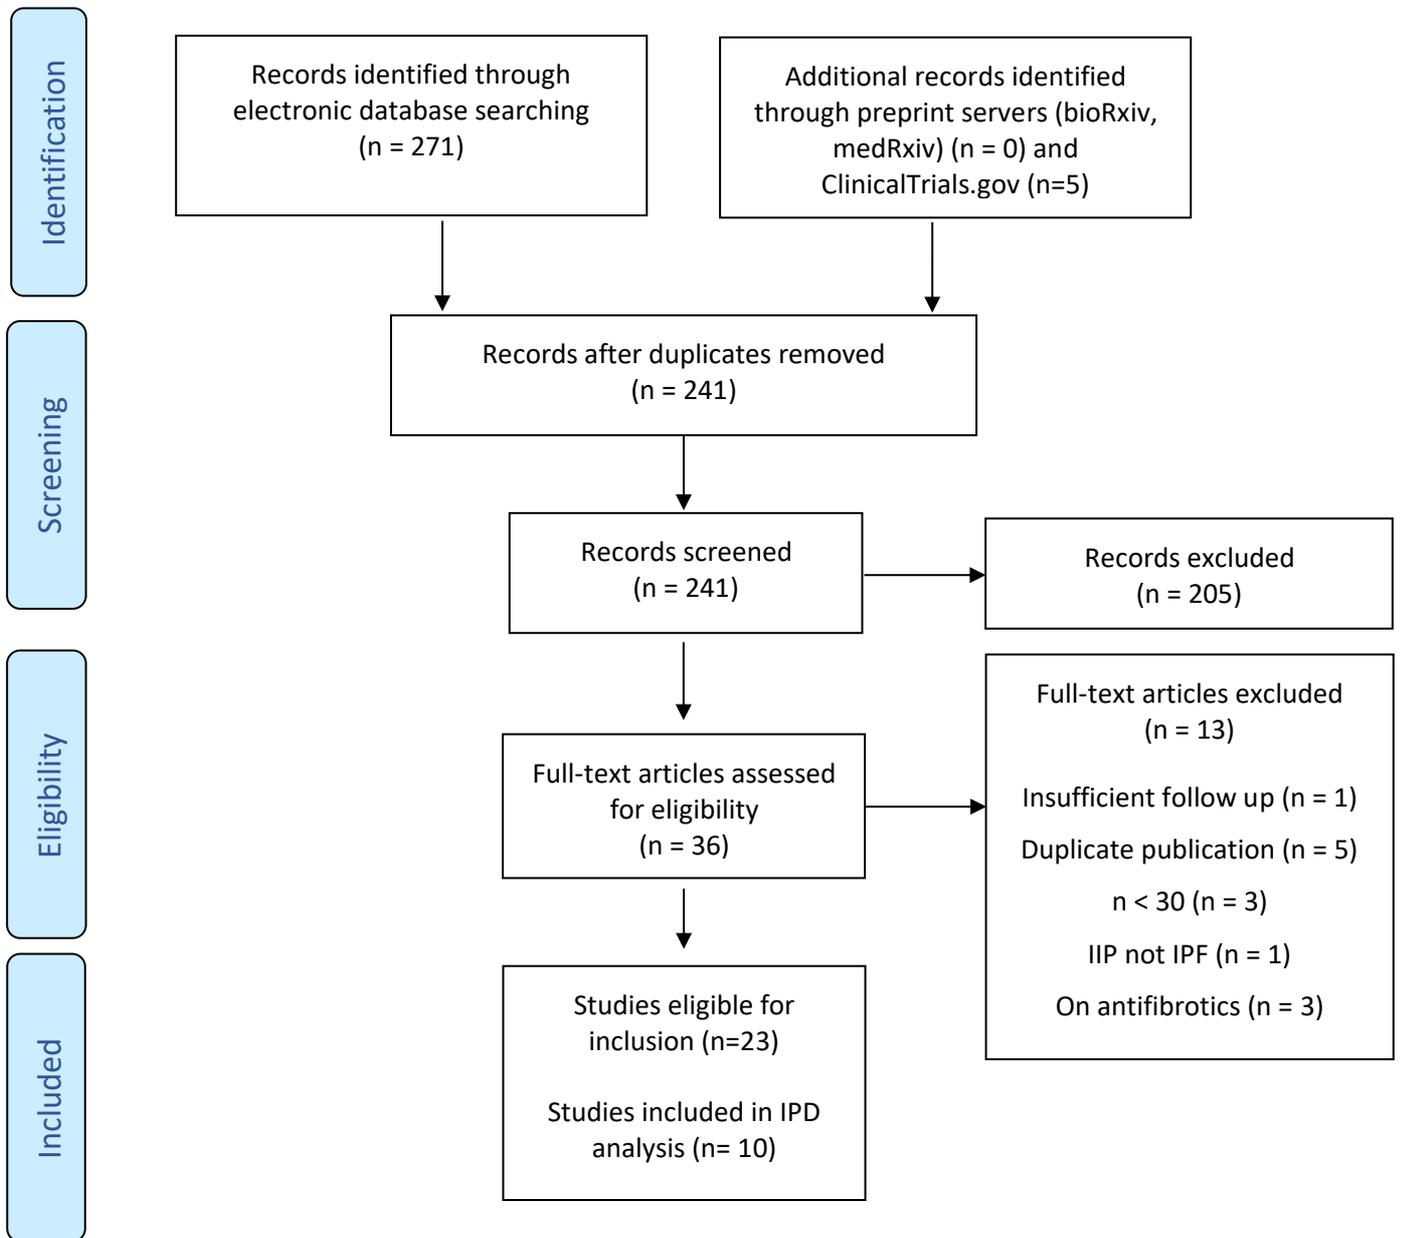 Identification
Records identified through
electronic database searching
(n = 271)
Additional records identified
through preprint servers (bioRxiv,
medRxiv) (n = 0) and
ClinicalTrials.gov (n=5)
Screening
Records after duplicates removed
(n = 241)
Records screened
(n = 241)
Records excluded
(n = 205)
Eligibility
Full-text articles assessed
for eligibility
(n = 36)
Full-text articles excluded
(n = 13)
Insufficient follow up (n = 1)
Duplicate publication (n = 5)
n < 30 (n = 3)
IIP not IPF (n = 1)
On antifibrotics (n = 3)
Included
Studies eligible for
inclusion (n=23)
Studies included in IPD
analysis (n= 10)